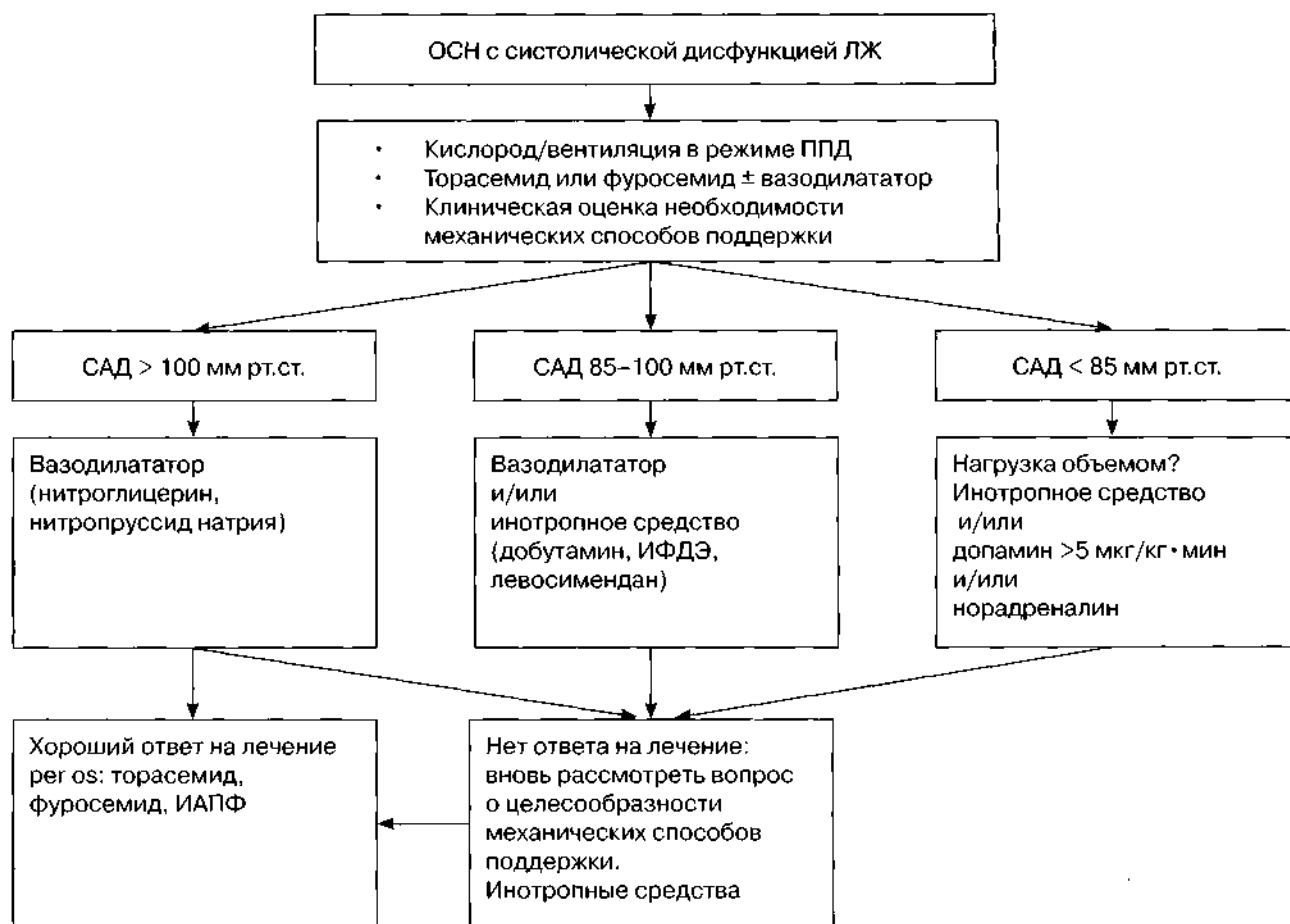 ОСН с систолической дисфункцией ЛЖ
• Кислород/вентиляция в режиме ППД
• Торасемид или фуросемид ± вазодилататор
• Клиническая оценка необходимости
механических способов поддержки
САД > 100 мм рт.ст.
САД 85–100 мм рт.ст.
САД < 85 мм рт.ст.
Вазодилататор
(нитроглицерин,
нитропруссид натрия)
Вазодилататор
и/или
инотропное средство
(добутамин, ИФДЭ,
левосимендан)
Нагрузка объемом?
Инотропное средство
и/или
допамин >5 мкг/кг•мин
и/или
норадреналин
Хороший ответ на лечение
per os: торасемид,
фуросемид, ИАПФ
Нет ответа на лечение:
вновь рассмотреть вопрос
о целесообразности
механических способов
поддержки.
Инотропные средства